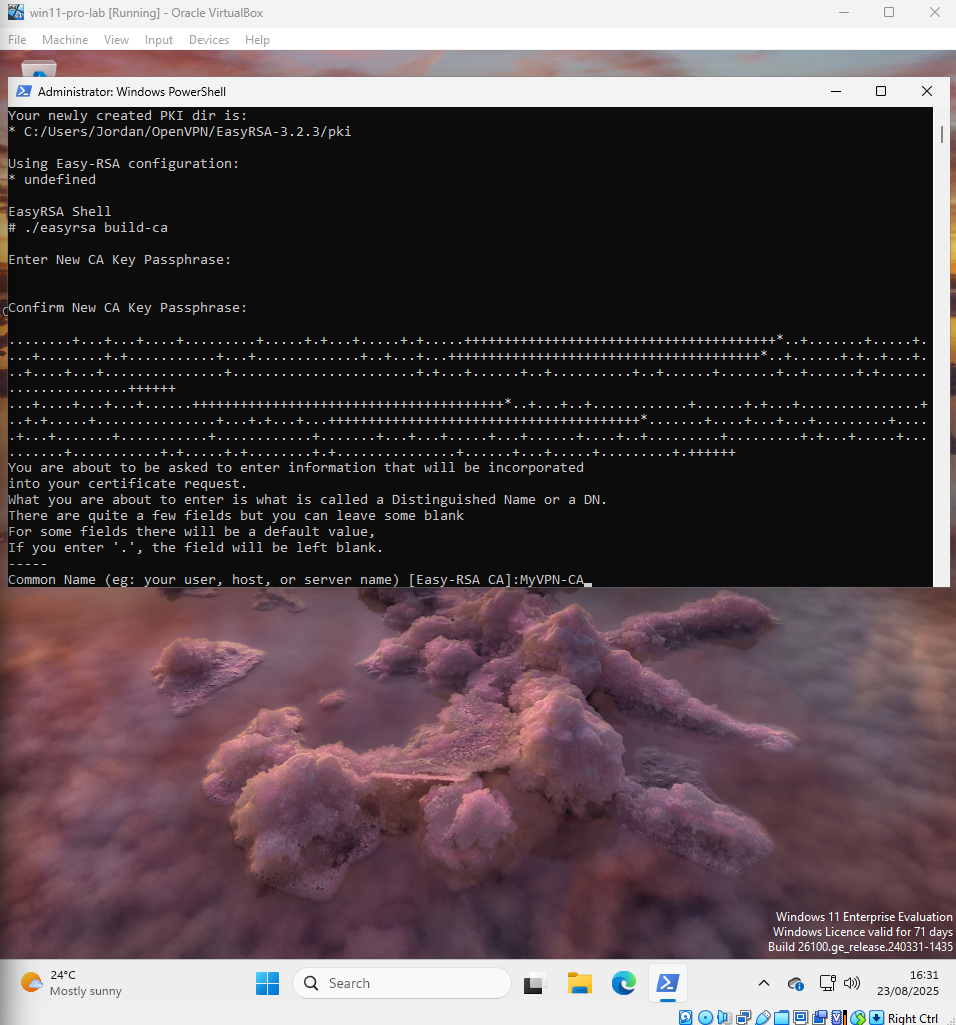 win11-pro-lab [Running] - Oracle VirtualBox
File Machine View Input Devices Help
Administrator: Windows PowerShell
Your newly created PKI dir is:
* C:/Users/Jordan/OpenVPN/EasyRSA-3.2.3/pki
Using Easy-RSA configuration:
* undefined
EasyRSA Shell
# ./easyrsa build-ca
Enter New CA Key Passphrase:
Confirm New CA Key Passphrase:
You are about to be asked to enter information that will be incorporated
into your certificate request.
What you are about to enter is what is called a Distinguished Name or a DN.
There are quite a few fields but you can leave some blank
For some fields there will be a default value,
If you enter '.', the field will be left blank.
-----
Common Name (eg: your user, host, or server name) [Easy-RSA CA]:MyVPN-CA
Windows 11 Enterprise Evaluation
Windows Licence valid for 71 days
Build 26100.ge_release.240331-1435
24°C
Mostly sunny
Search
16:31
23/08/2025
Right Ctrl